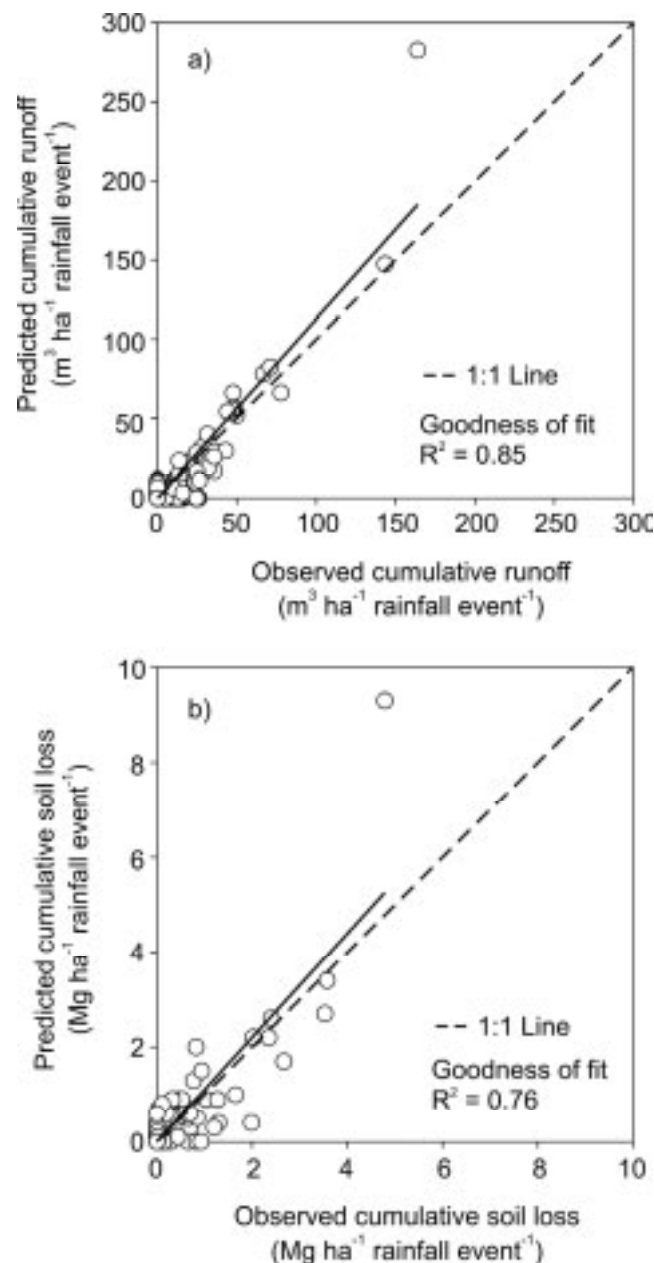 a)
300
250
200
150
100
50
0
Predicted cumulative runoff
(m³ ha⁻¹ rainfall event⁻¹)
1:1 Line
Goodness of fit
R² = 0.85
0 50 100 150 200 250 300
Observed cumulative runoff
(m³ ha⁻¹ rainfall event⁻¹)
b)
10
8
6
4
2
0
Predicted cumulative soil loss
(Mg ha⁻¹ rainfall event⁻¹)
1:1 Line
Goodness of fit
R² = 0.76
0 2 4 6 8 10
Observed cumulative soil loss
(Mg ha⁻¹ rainfall event⁻¹)